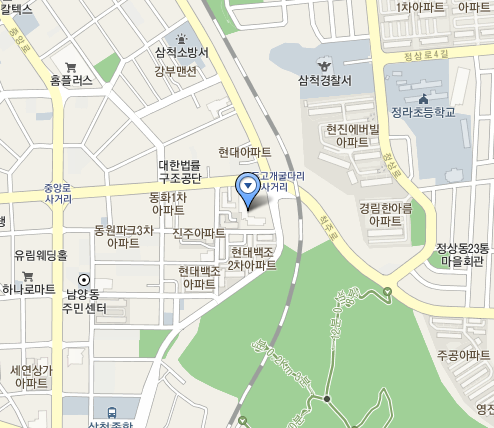 칼텍스
중앙로
홈플러스
삼척소방서
강부맨션
삼척경찰서
1차아파트
아파트
정상로4길
정라초등학교
현진에버빌
아파트
정상로
현대아파트
대한법률
구조공단
고개굴다리
사거리
중앙로
사거리
동화1차
아파트
척주로
경림한아름
아파트
동원파크3차
아파트
진주아파트
현대백조
2차아파트
현대백조
아파트
정상동23통
마을회관
유림웨딩홀
하나로마트
남양동
주민센터
세연상가
아파트
주공아파트
삼척종합